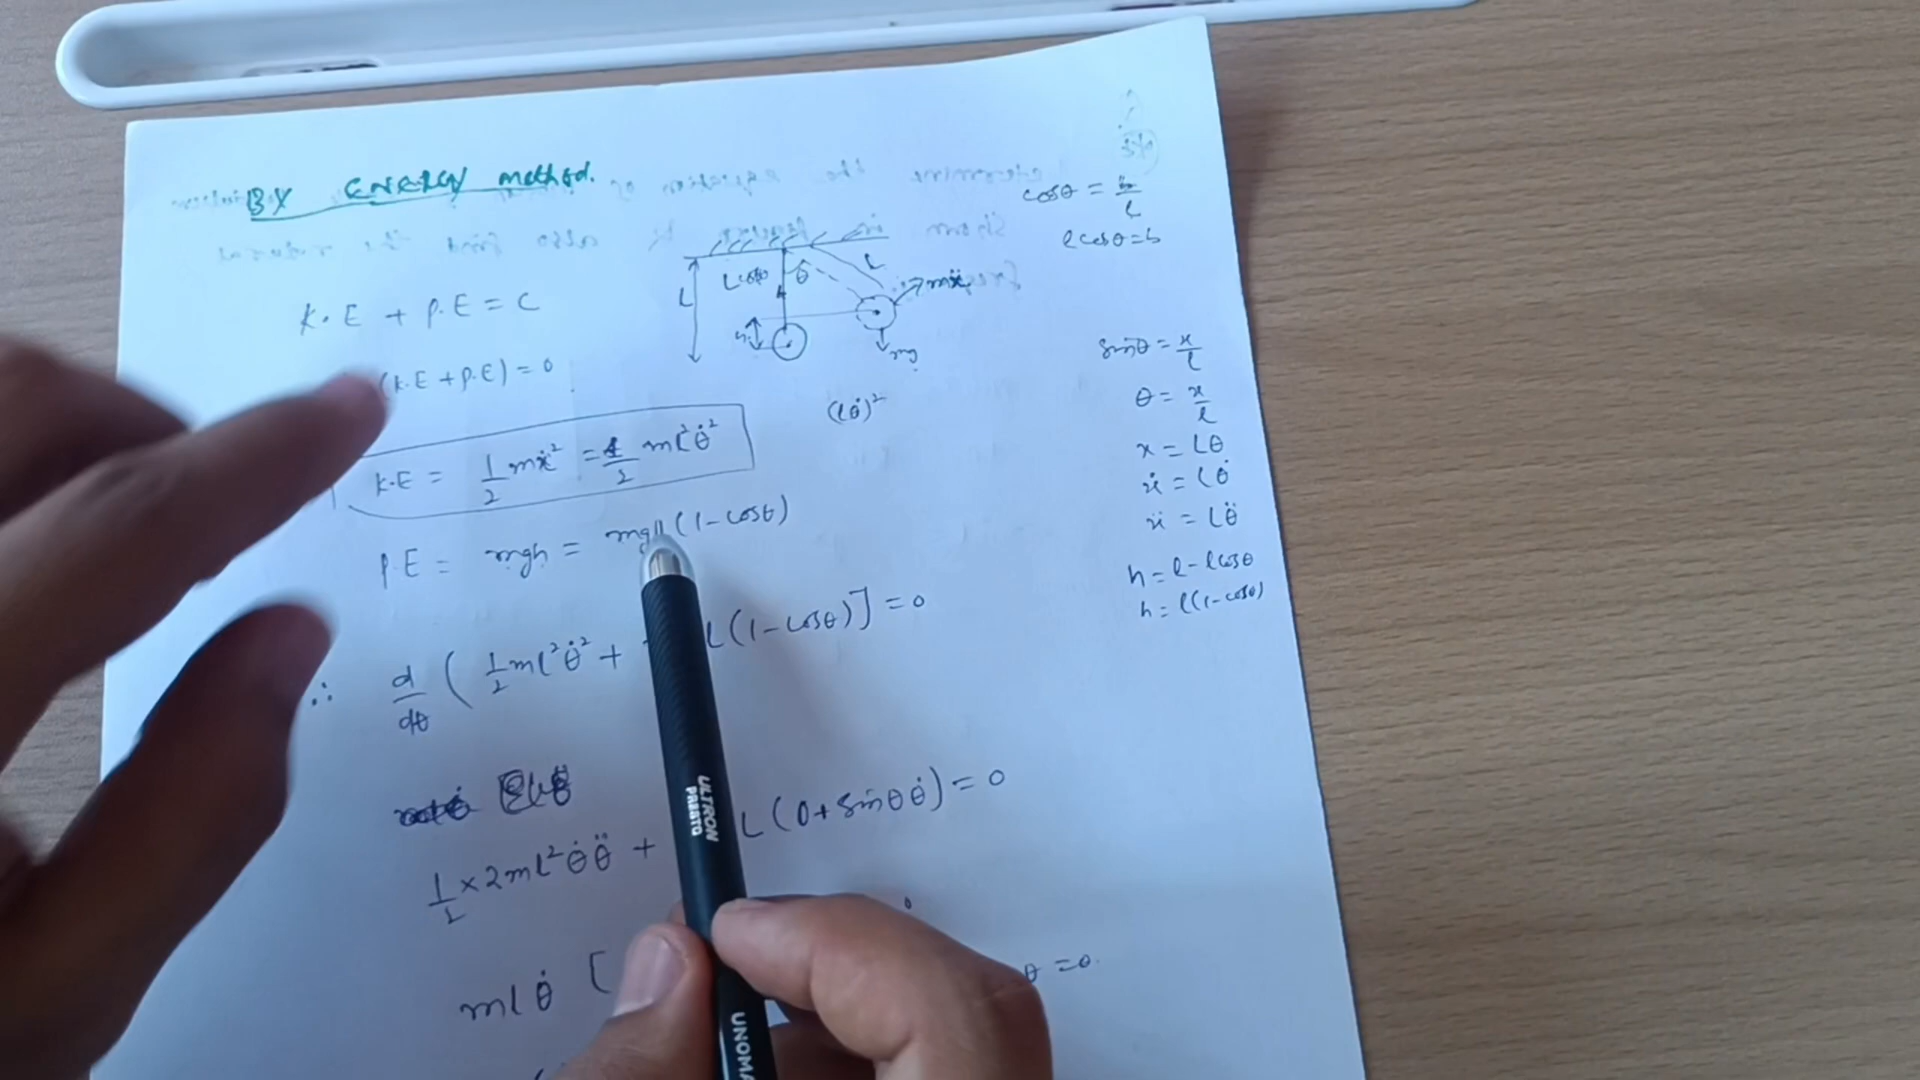 BY ENERGY method.
cosθ = b/l
l cosθ = b
K.E + P.E = C
(K.E + P.E) = 0
L
L cosθ
θ
L
mẍ
h
mg
sinθ = x/l
θ = x/l
x = Lθ
ẋ = Lθ̇
ẍ = Lθ̈
h = l - l cosθ
h = l(1-cosθ)
(lθ̇)²
K.E = 1/2 mẋ² = 1/2 ml²θ̇²
P.E = mgh = mgl(1-cosθ)
∴ d/dt ( 1/2 ml²θ̇² + L(1-cosθ)] = 0
1/2 × 2ml²θ̇θ̈ + L(0+sinθθ̇) = 0
mlθ̇ [ θ = 0.
ULTRON
PRESTO
UNOMA